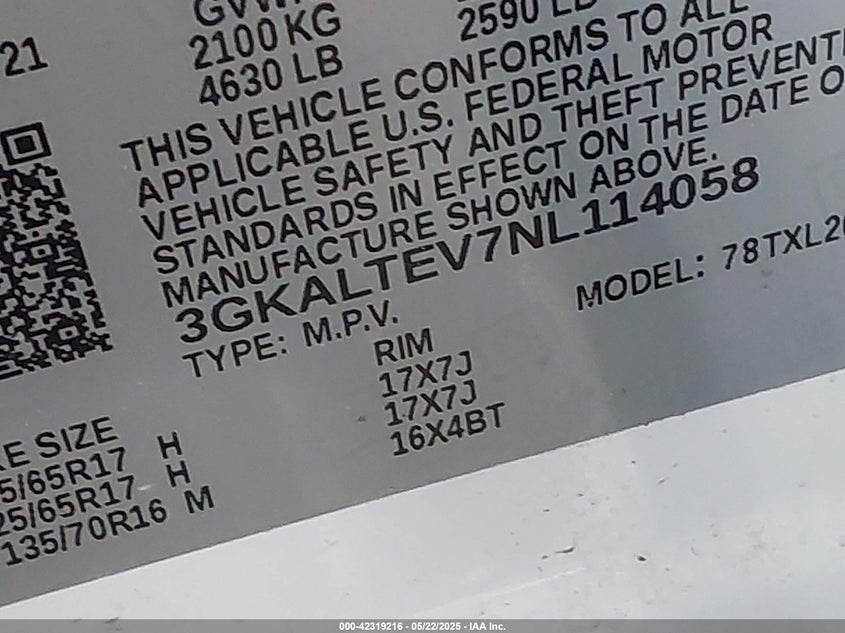 21
2100 KG
4630 LB
2590 LB
THIS VEHICLE CONFORMS TO ALL
APPLICABLE U.S. FEDERAL MOTOR
VEHICLE SAFETY AND THEFT
STANDARDS IN EFFECT ON THE DATE
MANUFACTURE SHOWN ABOVE.
3GKALTEV7NL114058
TYPE: M.P.V.
MODEL: 78TXL2
RIM
17X7J
17X7J
16X4BT
SIZE
5/65R17 H
25/65R17 H
135/70R16 M
000-42319216 - 05/22/2025 - IAA Inc.